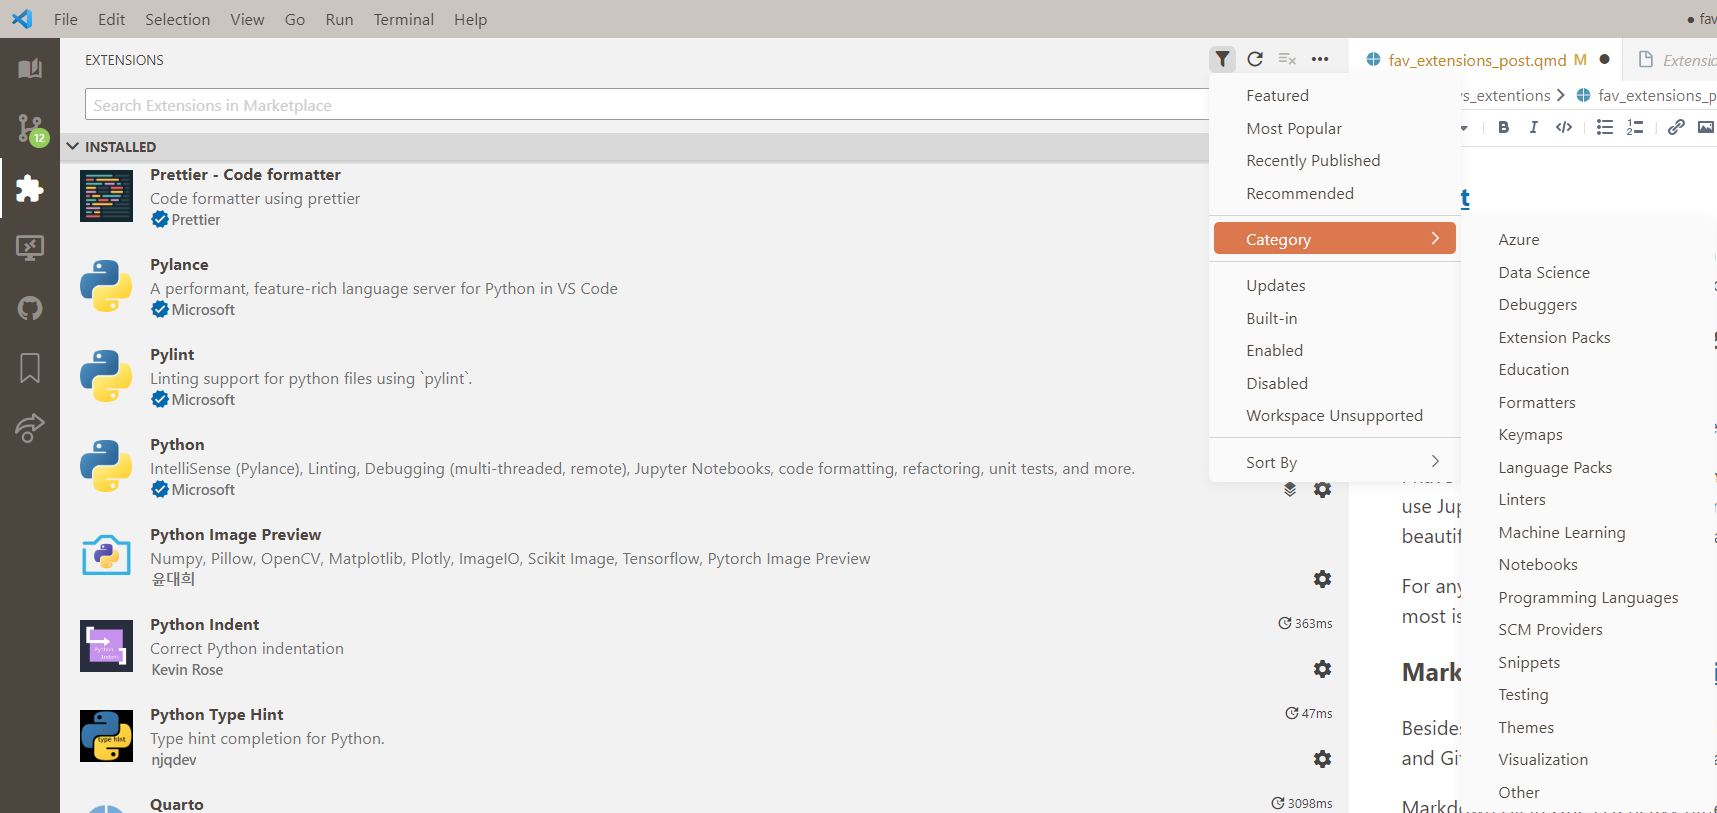 File Edit Selection View Go Run Terminal Help
● fav
12
EXTENSIONS
Search Extensions in Marketplace
INSTALLED
Prettier - Code formatter
Code formatter using prettier
Prettier
Pylance
A performant, feature-rich language server for Python in VS Code
Microsoft
Pylint
Linting support for python files using `pylint`.
Microsoft
Python
IntelliSense (Pylance), Linting, Debugging (multi-threaded, remote), Jupyter Notebooks, code formatting, refactoring, unit tests, and more.
Microsoft
Python Image Preview
Numpy, Pillow, OpenCV, Matplotlib, Plotly, ImageIO, Scikit Image, Tensorflow, Pytorch Image Preview
윤대희
Python Indent
363ms
Correct Python indentation
Kevin Rose
Python Type Hint
47ms
Type hint completion for Python.
njqdev
Quarto
3098ms
Featured
Most Popular
Recently Published
Recommended
Category
Updates
Built-in
Enabled
Disabled
Workspace Unsupported
Sort By
Azure
Data Science
Debuggers
Extension Packs
Education
Formatters
Keymaps
Language Packs
Linters
Machine Learning
Notebooks
Programming Languages
SCM Providers
Snippets
Testing
Themes
Visualization
Other
fav_extensions_post.qmd M ●
Extensio
s_extentions > fav_extensions_p
B I </>
t
use Jup
beautif
For any
most is
Mark
Besides
and Gi